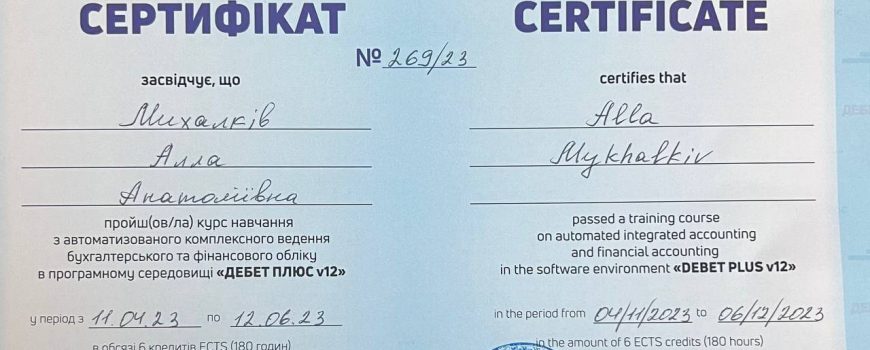 СЕРТИФІКАТ
№ 269/23
засвідчує, що
Михалків
Алла
Анатоліївна
пройш(ов/ла) курс навчання
з автоматизованого комплексного ведення
бухгалтерського та фінансового обліку
в програмному середовищі «ДЕБЕТ ПЛЮС v12»
у період з 11.04.23 по 12.06.23
в обсязі 6 кредитів ECTS (180 годин)
CERTIFICATE
certifies that
Alla
Mykhalkiv
passed a training course
on automated integrated accounting
and financial accounting
in the software environment «DEBET PLUS v12»
in the period from 04/11/2023 to 06/12/2023
in the amount of 6 ECTS credits (180 hours)